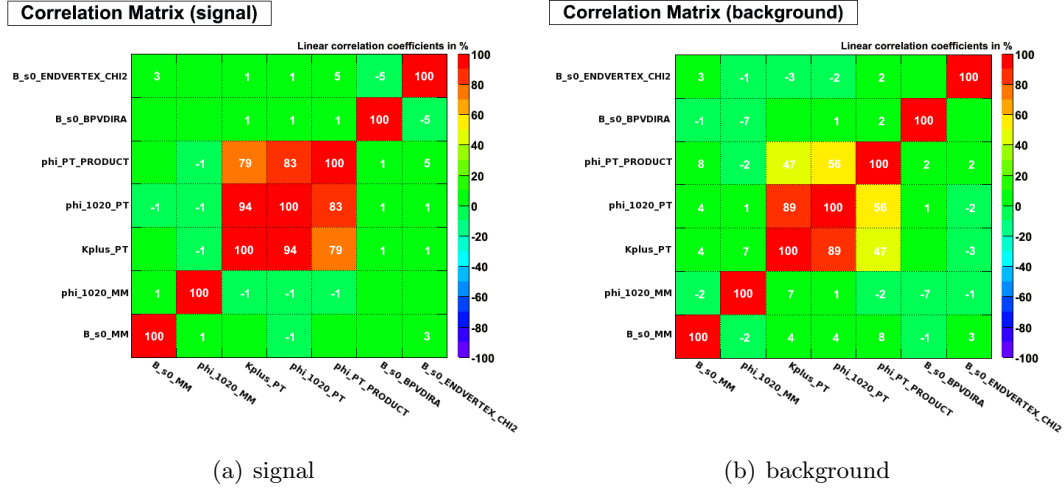 Correlation Matrix (signal)
Linear correlation coefficients in %
B_s0_ENDVERTEX_CHI2 3 1 1 5 -5 100
B_s0_BPVDIRA 1 1 1 100 -5
phi_PT_PRODUCT -1 79 83 100 1 5
phi_1020_PT -1 -1 94 100 83 1 1
Kplus_PT -1 100 94 79 1 1
phi_1020_MM 1 100 -1 -1 -1
B_s0_MM 100 1 -1 3
B_s0_MM phi_1020_MM Kplus_PT phi_1020_PT phi_PT_PRODUCT B_s0_BPVDIRA B_s0_ENDVERTEX_CHI2
100
80
60
40
20
0
-20
-40
-60
-80
-100
(a) signal
Correlation Matrix (background)
Linear correlation coefficients in %
B_s0_ENDVERTEX_CHI2 3 -1 -3 -2 2 100
B_s0_BPVDIRA -1 -7 1 2 100
phi_PT_PRODUCT 8 -2 47 56 100 2 2
phi_1020_PT 4 1 89 100 56 1 -2
Kplus_PT 4 7 100 89 47 -3
phi_1020_MM -2 100 7 1 -2 -7 -1
B_s0_MM 100 -2 4 4 8 -1 3
B_s0_MM phi_1020_MM Kplus_PT phi_1020_PT phi_PT_PRODUCT B_s0_BPVDIRA B_s0_ENDVERTEX_CHI2
100
80
60
40
20
0
-20
-40
-60
-80
-100
(b) background